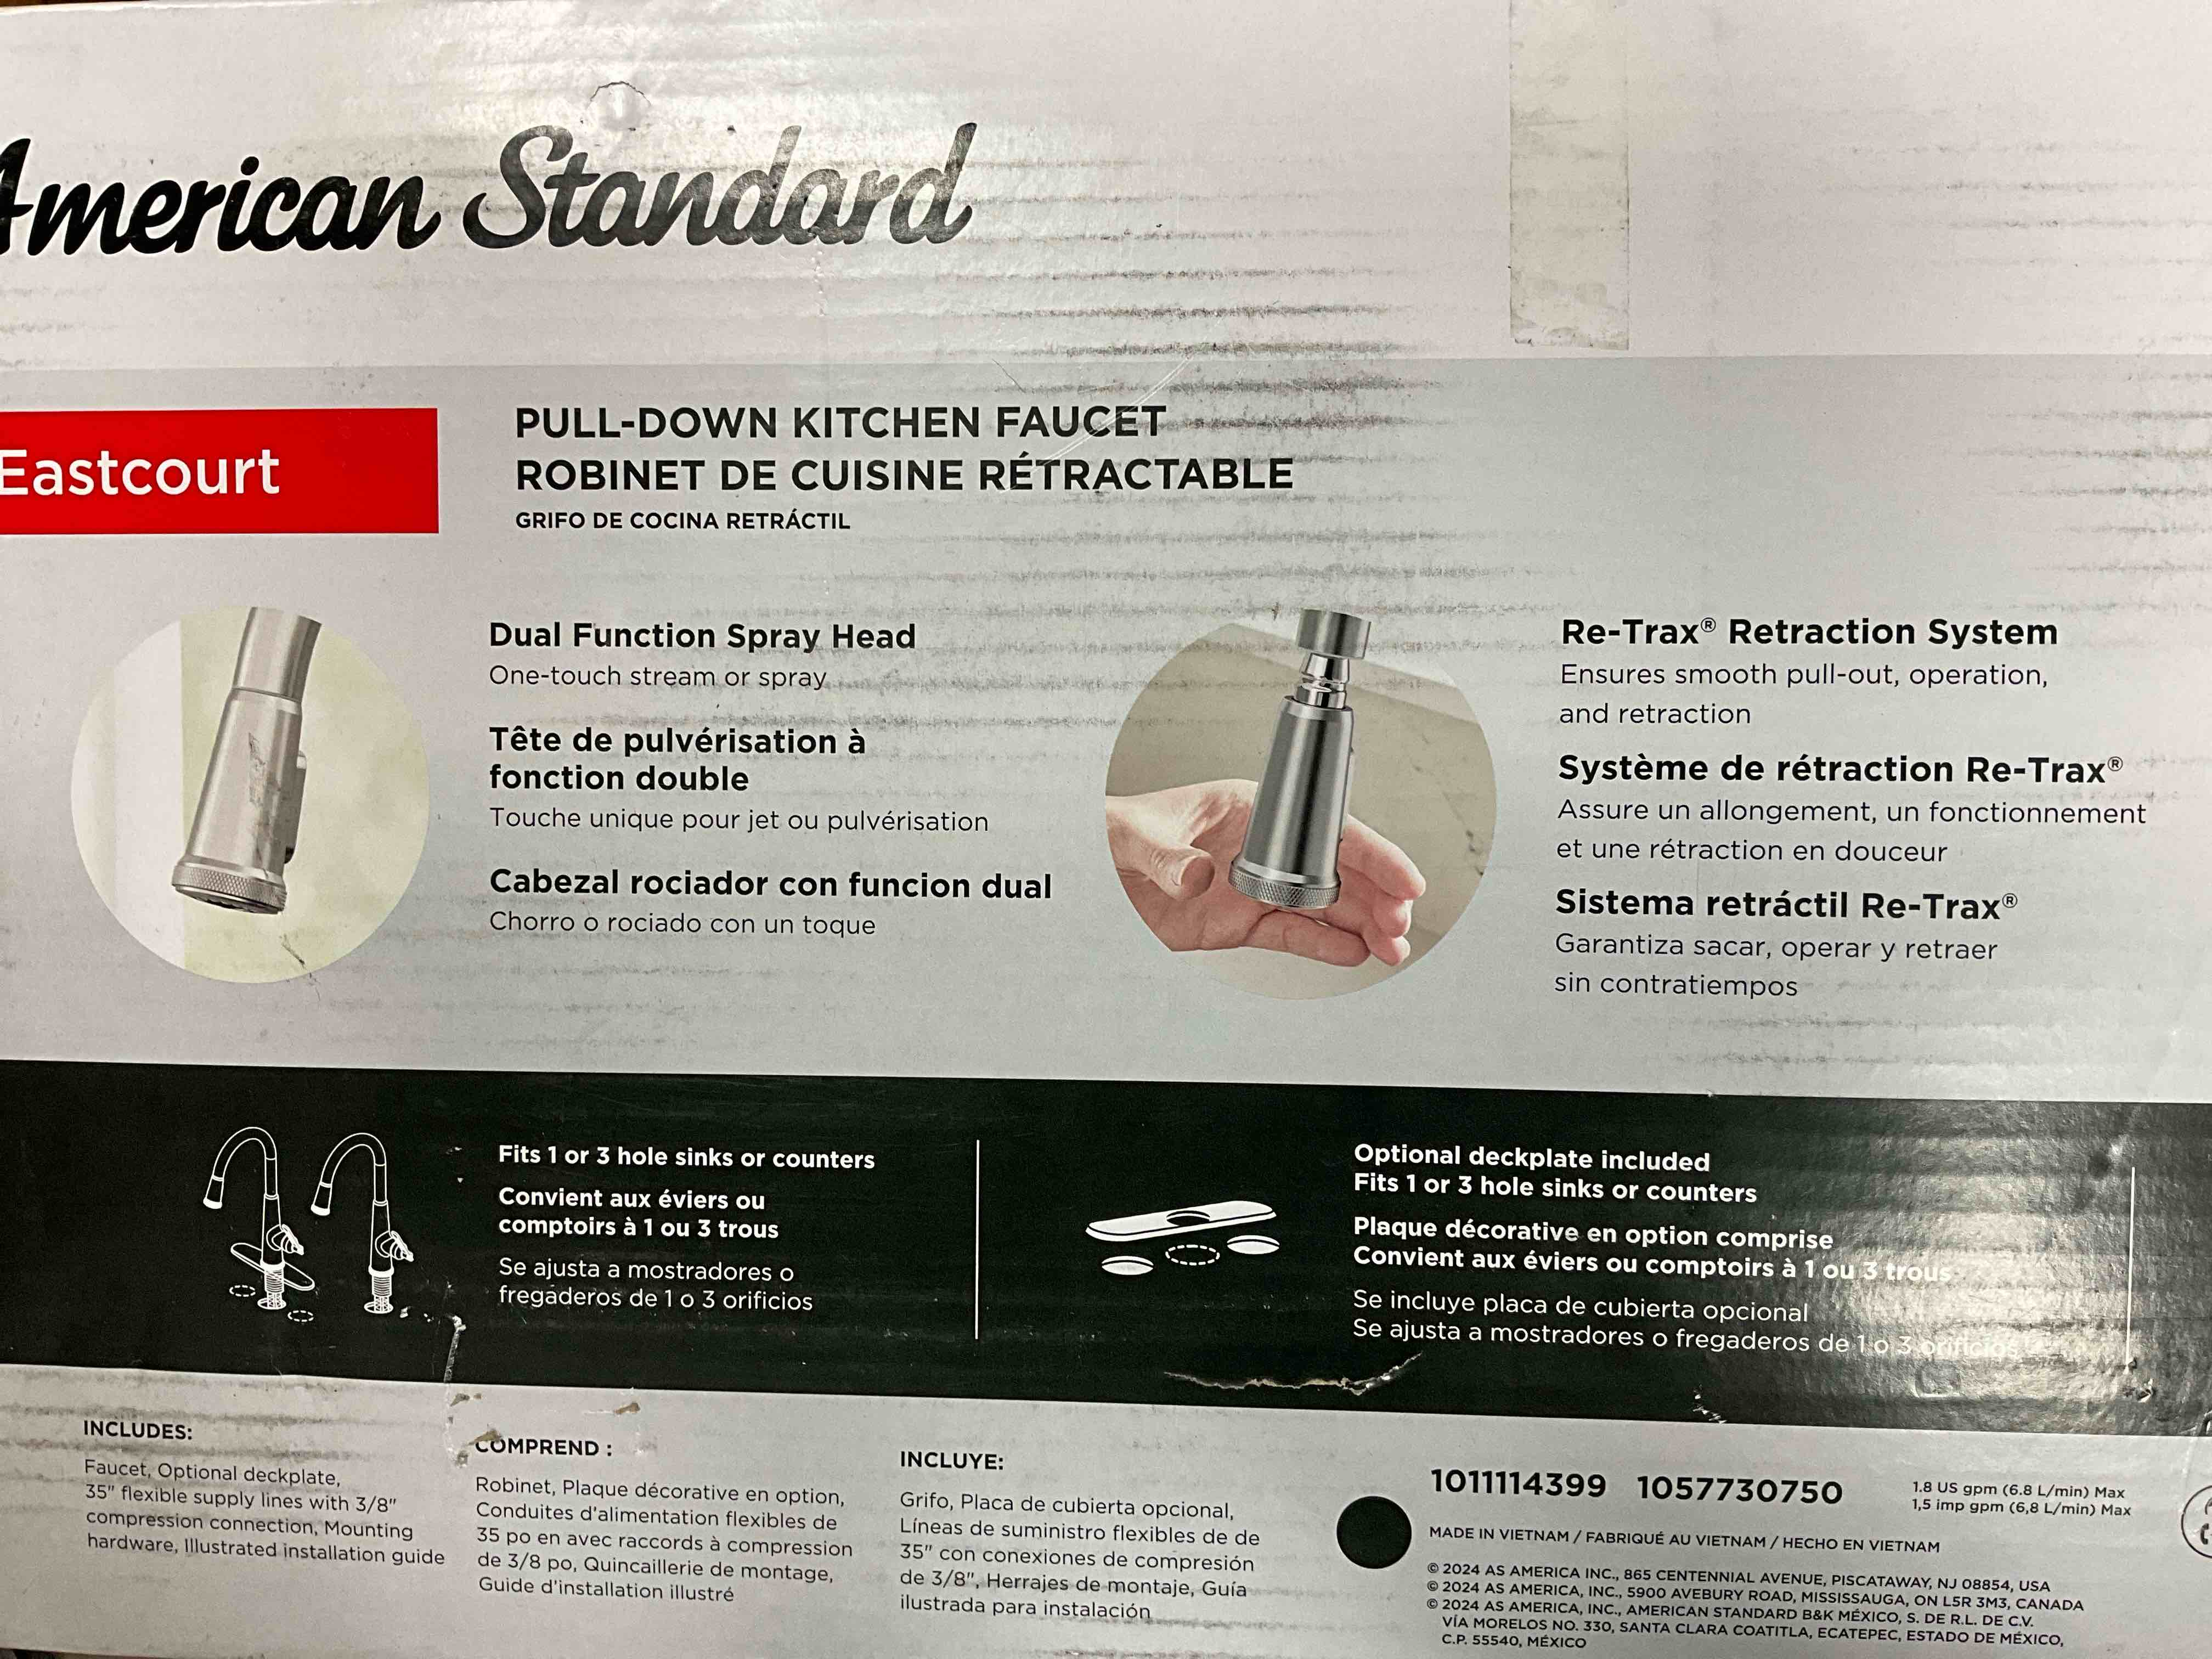 American Standard
Eastcourt
PULL-DOWN KITCHEN FAUCET
ROBINET DE CUISINE RÉTRACTABLE
GRIFO DE COCINA RETRÁCTIL
Dual Function Spray Head
One-touch stream or spray
Tête de pulvérisation à
fonction double
Touche unique pour jet ou pulvérisation
Cabezal rociador con funcion dual
Chorro o rociado con un toque
Re-Trax® Retraction System
Ensures smooth pull-out, operation,
and retraction
Système de rétraction Re-Trax®
Assure un allongement, un fonctionnement
et une rétraction en douceur
Sistema retráctil Re-Trax®
Garantiza sacar, operar y retraer
sin contratiempos
Fits 1 or 3 hole sinks or counters
Convient aux éviers ou
comptoirs à 1 ou 3 trous
Se ajusta a mostradores o
fregaderos de 1 o 3 orificios
Optional deckplate included
Fits 1 or 3 hole sinks or counters
Plaque décorative en option comprise
Convient aux éviers ou comptoirs à 1 ou 3 trous
Se incluye placa de cubierta opcional
Se ajusta a mostradores o fregaderos de 1 o 3 orificios
INCLUDES:
Faucet, Optional deckplate,
35" flexible supply lines with 3/8"
compression connection, Mounting
hardware, Illustrated installation guide
COMPREND :
Robinet, Plaque décorative en option,
Conduites d'alimentation flexibles de
35 po en avec raccords à compression
de 3/8 po, Quincaillerie de montage,
Guide d'installation illustré
INCLUYE:
Grifo, Placa de cubierta opcional,
Líneas de suministro flexibles de de
35" con conexiones de compresión
de 3/8", Herrajes de montaje, Guía
ilustrada para instalación
1011114399 1057730750
1.8 US gpm (6.8 L/min) Max
1,5 imp gpm (6,8 L/min) Max
MADE IN VIETNAM / FABRIQUÉ AU VIETNAM / HECHO EN VIETNAM
© 2024 AS AMERICA INC., 865 CENTENNIAL AVENUE, PISCATAWAY, NJ 08854, USA
© 2024 AS AMERICA, INC., 5900 AVEBURY ROAD, MISSISSAUGA, ON L5R 3M3, CANADA
© 2024 AS AMERICA, INC., AMERICAN STANDARD B&K MÉXICO, S. DE R.L. DE C.V.
VÍA MORELOS NO. 330, SANTA CLARA COATITLA, ECATEPEC, ESTADO DE MÉXICO,
C.P. 55540, MÉXICO